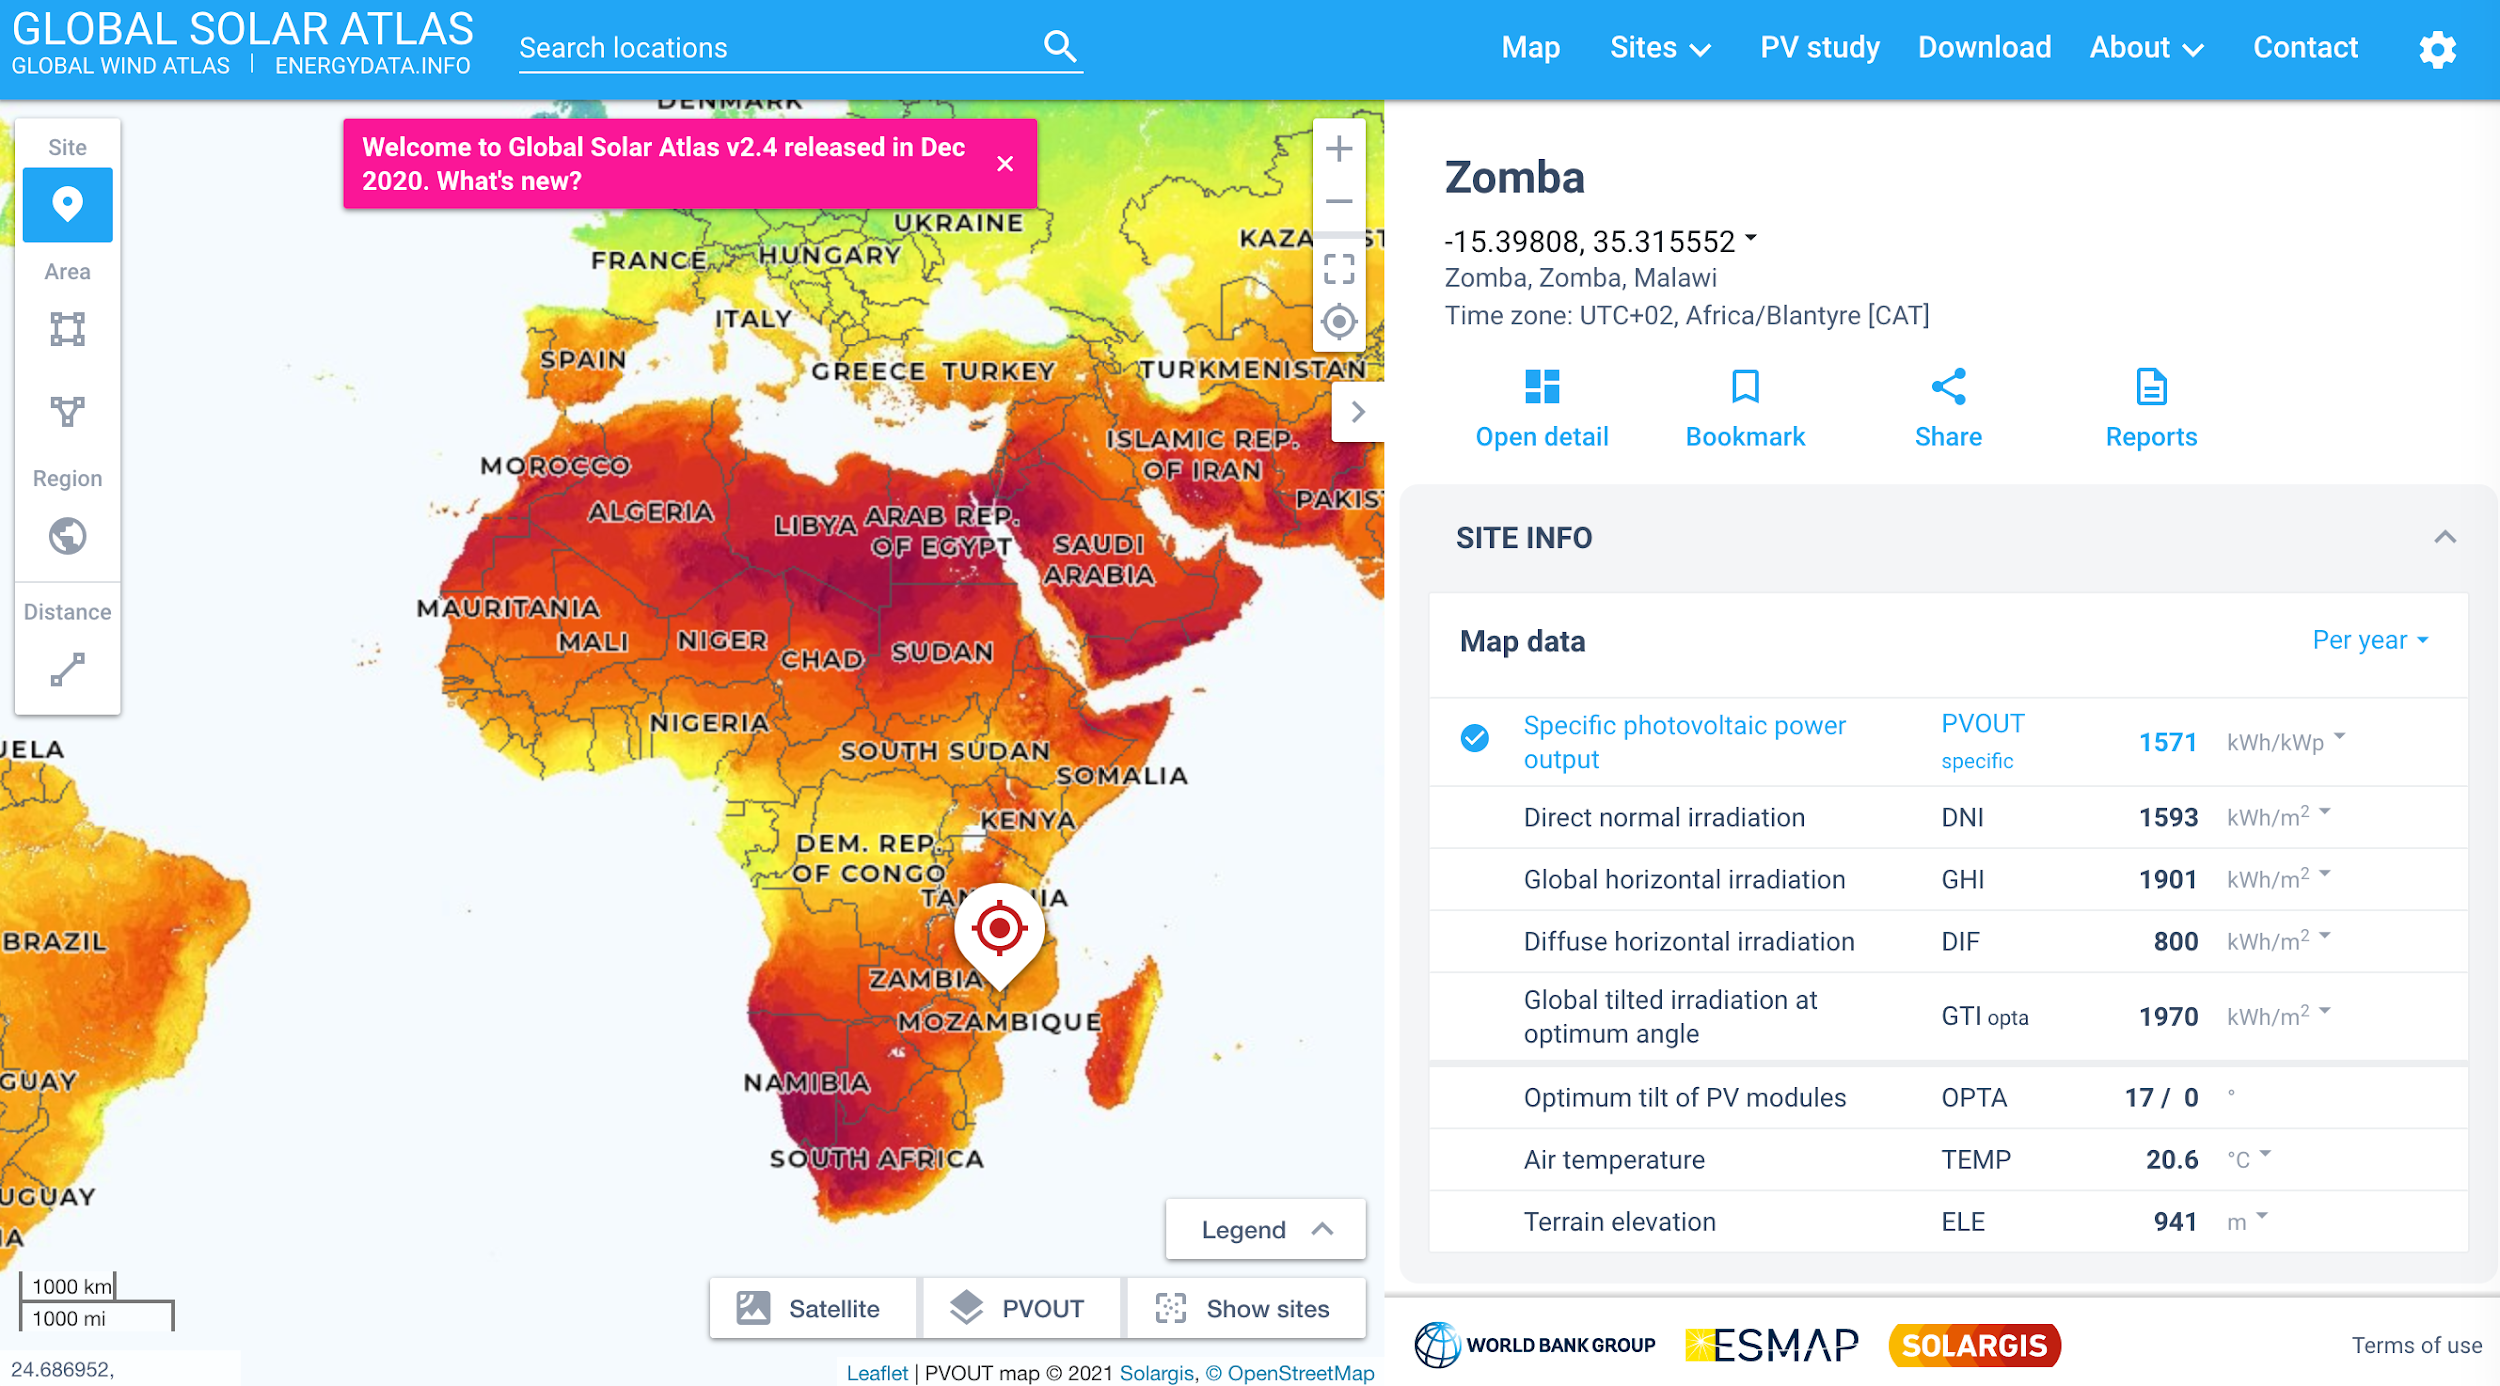 GLOBAL SOLAR ATLAS
GLOBAL WIND ATLAS | ENERGYDATA.INFO
Search locations
Map
Sites
PV study
Download
About
Contact
Site
Area
Region
Distance
Welcome to Global Solar Atlas v2.4 released in Dec
2020. What's new?
DENMARK
UKRAINE
KAZA
ST
FRANCE
HUNGARY
ITALY
SPAIN
GREECE
TURKEY
TURKMENISTAN
ISLAMIC REP.
OF IRAN
MOROCCO
PAKIS
ALGERIA
LIBYA
ARAB REP.
OF EGYPT
SAUDI
ARABIA
MAURITANIA
MALI
NIGER
CHAD
SUDAN
NIGERIA
SOUTH SUDAN
SOMALIA
UELA
KENYA
DEM. REP.
OF CONGO
TAN
IA
BRAZIL
ZAMBIA
MOZAMBIQUE
NAMIBIA
GUAY
SOUTH AFRICA
UGUAY
IA
Legend
1000 km
1000 mi
Satellite
PVOUT
Show sites
24.686952,
Leaflet | PVOUT map © 2021 Solargis, © OpenStreetMap
Zomba
-15.39808, 35.315552
Zomba, Zomba, Malawi
Time zone: UTC+02, Africa/Blantyre [CAT]
Open detail
Bookmark
Share
Reports
SITE INFO
Map data
Per year
Specific photovoltaic power
output
PVOUT
specific
1571 kWh/kWp
Direct normal irradiation DNI 1593 kWh/m²
Global horizontal irradiation GHI 1901 kWh/m²
Diffuse horizontal irradiation DIF 800 kWh/m²
Global tilted irradiation at
optimum angle
GTI opta 1970 kWh/m²
Optimum tilt of PV modules OPTA 17 / 0 °
Air temperature TEMP 20.6 °C
Terrain elevation ELE 941 m
WORLD BANK GROUP
ESMAP
SOLARGIS
Terms of use